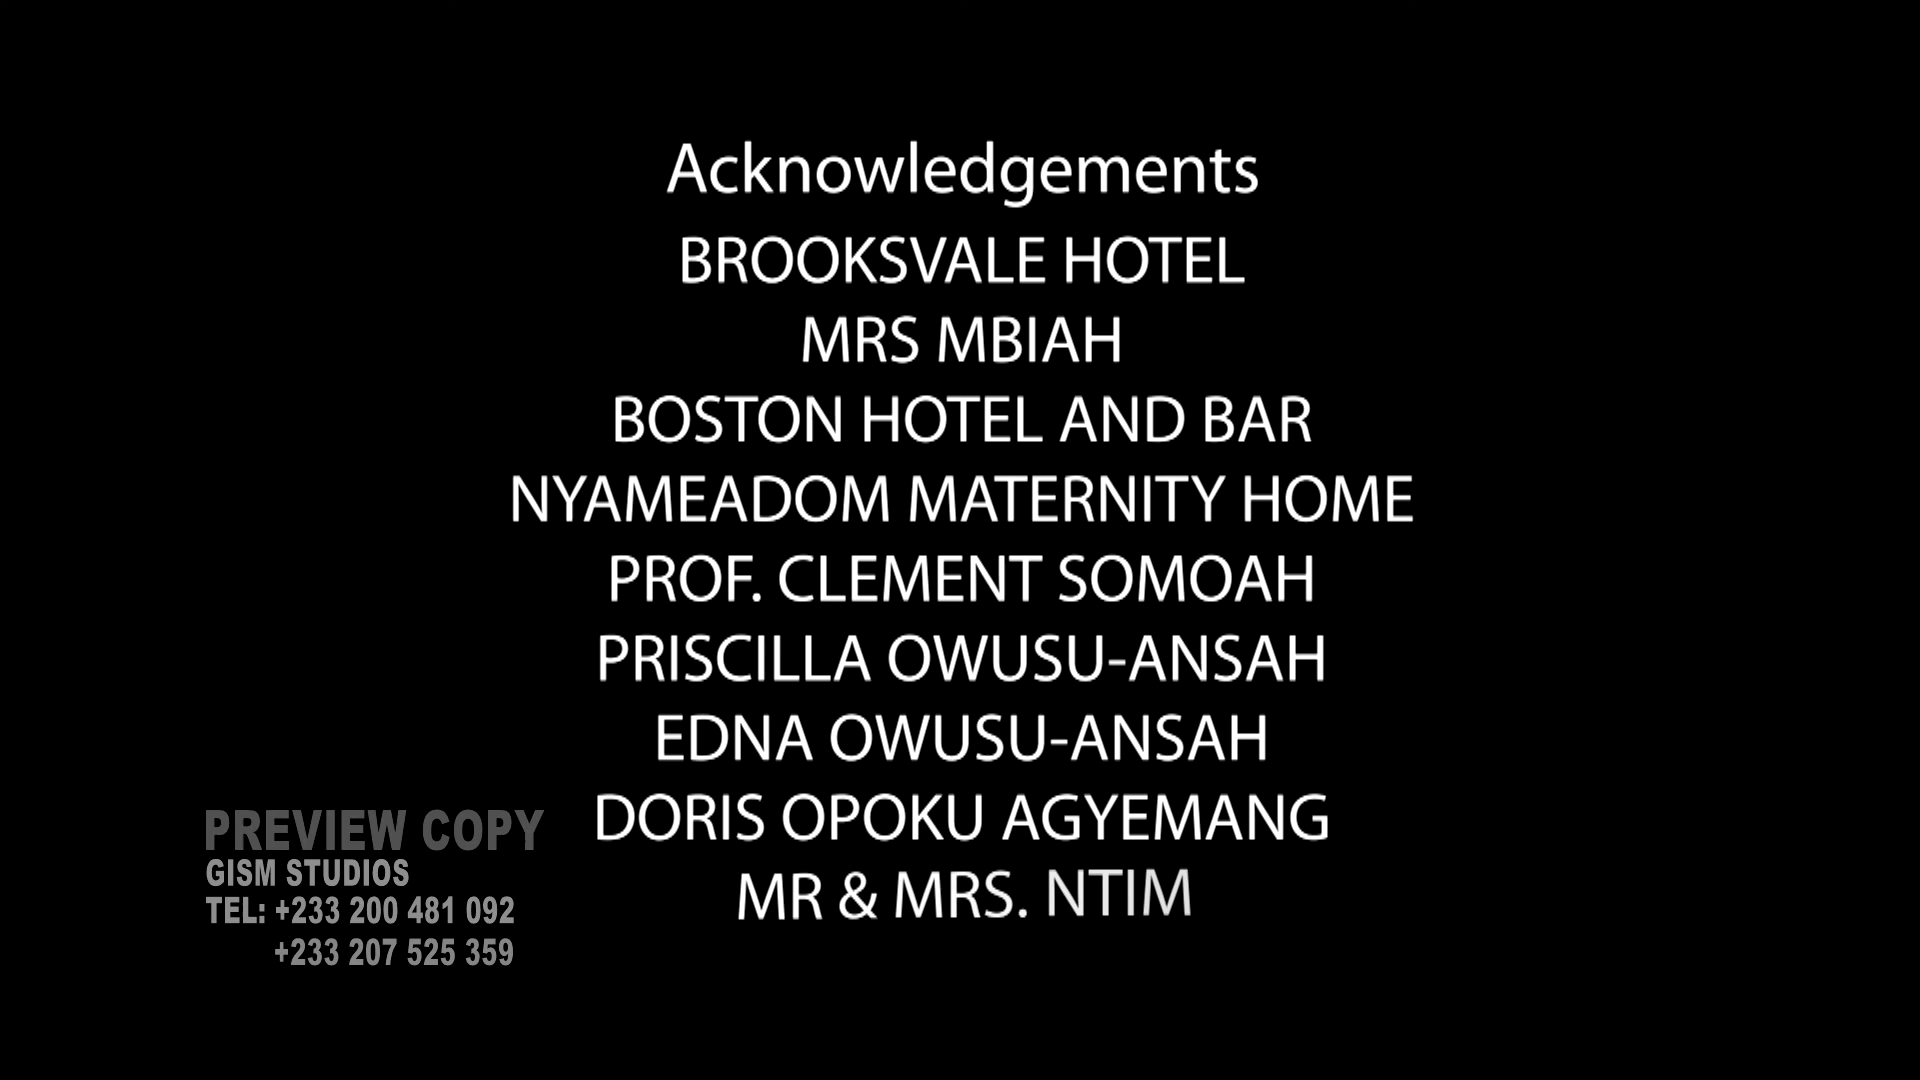 Acknowledgements
BROOKSVALE HOTEL
MRS MBIAH
BOSTON HOTEL AND BAR
NYAMEADOM MATERNITY HOME
PROF. CLEMENT SOMOAH
PRISCILLA OWUSU-ANSAH
EDNA OWUSU-ANSAH
DORIS OPOKU AGYEMANG
MR & MRS. NTIM
PREVIEW COPY
GISM STUDIOS
TEL: +233 200 481 092
+233 207 525 359